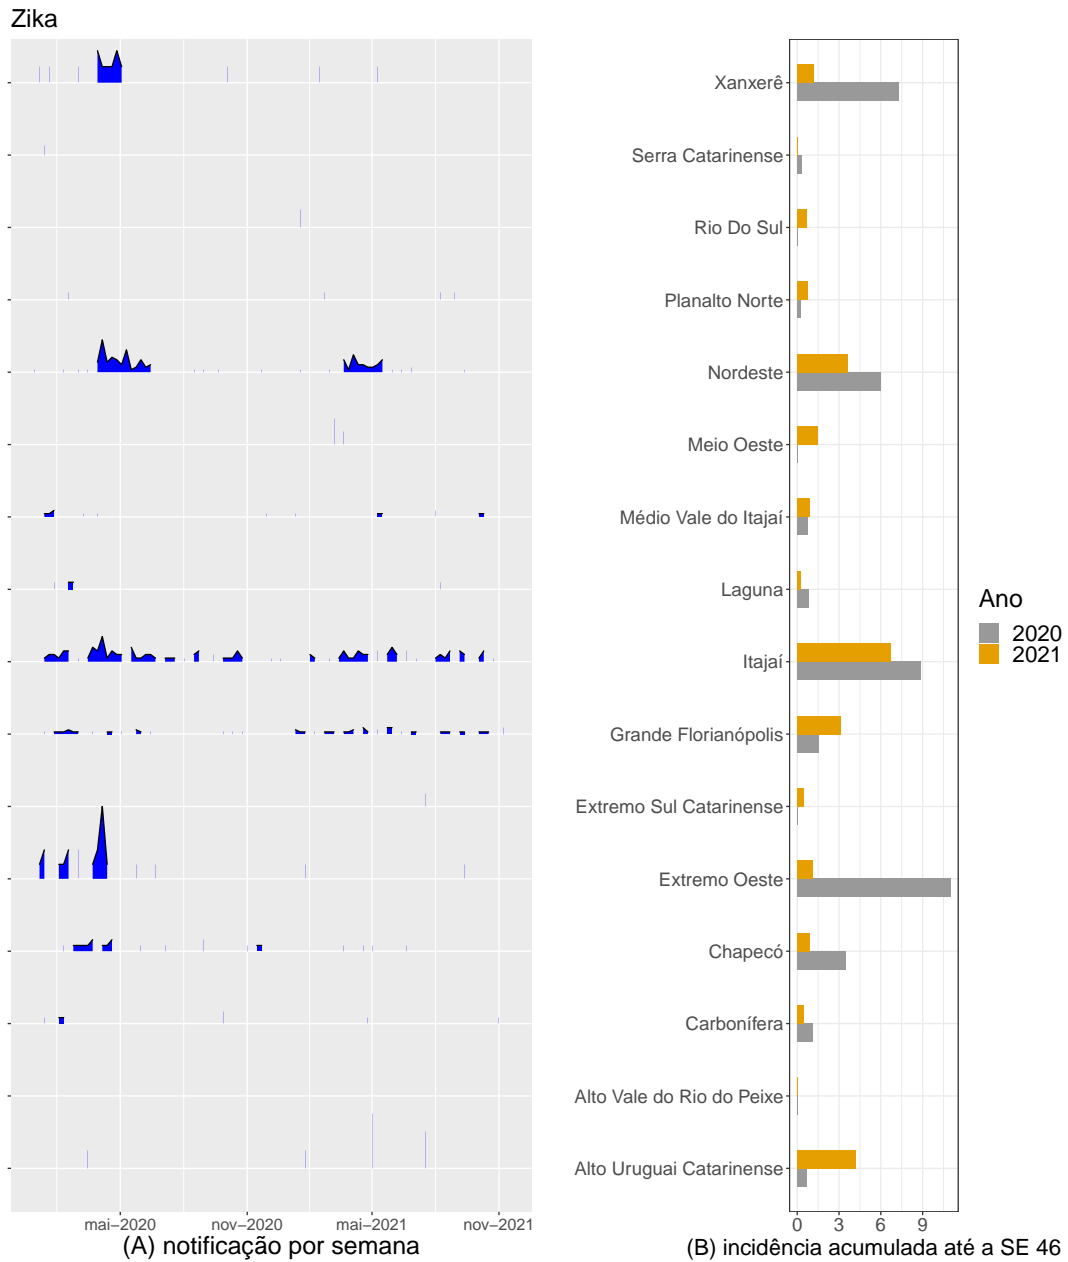 Zika
Xanxerê
Serra Catarinense
Rio Do Sul
Planalto Norte
Nordeste
Meio Oeste
Médio Vale do Itajaí
Laguna
Itajaí
Grande Florianópolis
Extremo Sul Catarinense
Extremo Oeste
Chapecó
Carbonífera
Alto Vale do Rio do Peixe
Alto Uruguai Catarinense
Ano
2020
2021
mai–2020 nov–2020 mai–2021 nov–2021
(A) notificação por semana
0 3 6 9
(B) incidência acumulada até a SE 46